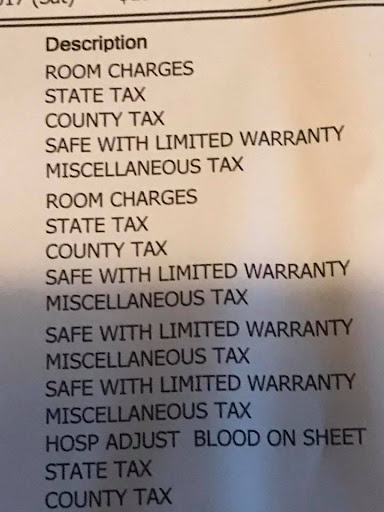 Description
ROOM CHARGES
STATE TAX
COUNTY TAX
SAFE WITH LIMITED WARRANTY
MISCELLANEOUS TAX
ROOM CHARGES
STATE TAX
COUNTY TAX
SAFE WITH LIMITED WARRANTY
MISCELLANEOUS TAX
SAFE WITH LIMITED WARRANTY
MISCELLANEOUS TAX
SAFE WITH LIMITED WARRANTY
MISCELLANEOUS TAX
HOSP ADJUST BLOOD ON SHEET
STATE TAX
COUNTY TAX